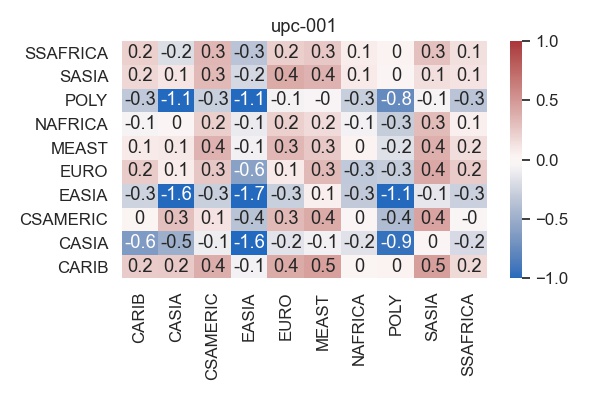 upc-001
SSAFRICA 0.2 -0.2 0.3 -0.3 0.2 0.3 0.1 0 0.3 0.1
SASIA 0.2 0.1 0.3 -0.2 0.4 0.4 0.1 0 0.1 0.1
POLY -0.3 -1.1 -0.3 -1.1 -0.1 -0 -0.3 -0.8 -0.1 -0.3
NAFRICA -0.1 0 0.2 -0.1 0.2 0.2 -0.1 -0.3 0.3 0.1
MEAST 0.1 0.1 0.4 -0.1 0.3 0.3 0 -0.2 0.4 0.2
EURO 0.2 0.1 0.3 -0.6 0.1 0.3 -0.3 -0.3 0.4 0.2
EASIA -0.3 -1.6 -0.3 -1.7 -0.3 0.1 -0.3 -1.1 -0.1 -0.3
CSAMERIC 0 0.3 0.1 -0.4 0.3 0.4 0 -0.4 0.4 -0
CASIA -0.6 -0.5 -0.1 -1.6 -0.2 -0.1 -0.2 -0.9 0 -0.2
CARIB 0.2 0.2 0.4 -0.1 0.4 0.5 0 0 0.5 0.2
CARIB CASIA CSAMERIC EASIA EURO MEAST NAFRICA POLY SASIA SSAFRICA
1.0
0.5
0.0
−0.5
−1.0